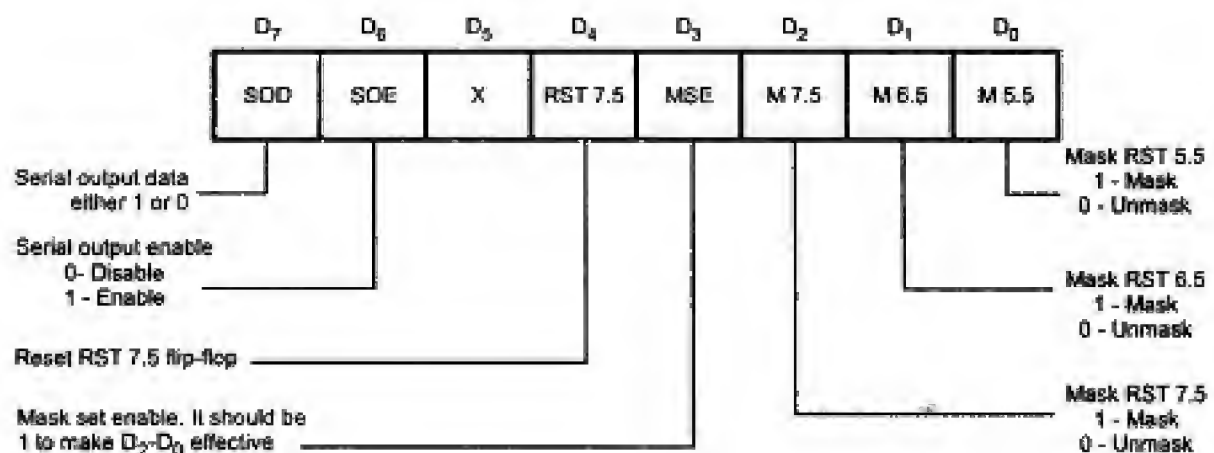 D₇ D₆ D₅ D₄ D₃ D₂ D₁ D₀
SOD SOE X RST 7.5 MSE M 7.5 M 6.5 M 5.5
Serial output data
either 1 or 0
Serial output enable
0- Disable
1 - Enable
Reset RST 7.5 flip-flop
Mask set enable. It should be
1 to make D₂-D₀ effective
Mask RST 5.5
1 - Mask
0 - Unmask
Mask RST 6.5
1 - Mask
0 - Unmask
Mask RST 7.5
1 - Mask
0 - Unmask